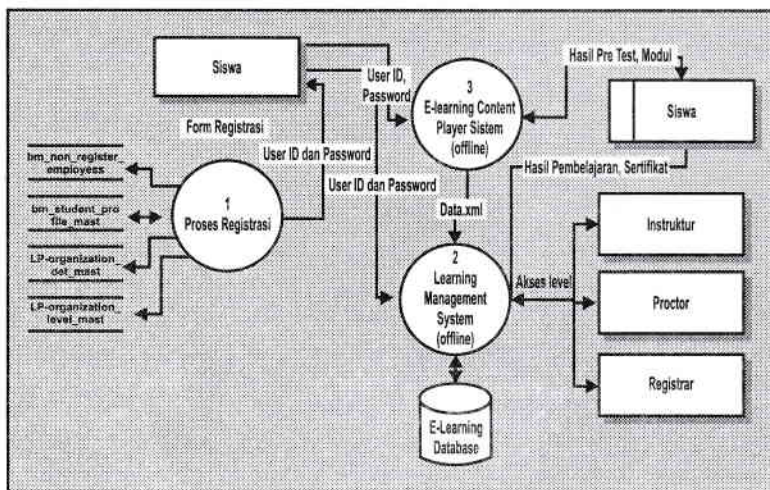 Siswa
User ID,
Password
3
E-learning Content
Player Sistem
(offline)
Hasil Pre Test, Modul
Siswa
Form Registrasi
bm_non_register_
employess
User ID dan Password
1
Proses Registrasi
bm_student_pro
file_mast
User ID dan Password
Hasil Pembelajaran, Sertifikat
LP-organization_
det_mast
Data.xml
Instruktur
2
Learning
Management
System
(offline)
Akses level
LP-organization_
level_mast
Proctor
Registrar
E-Learning
Database